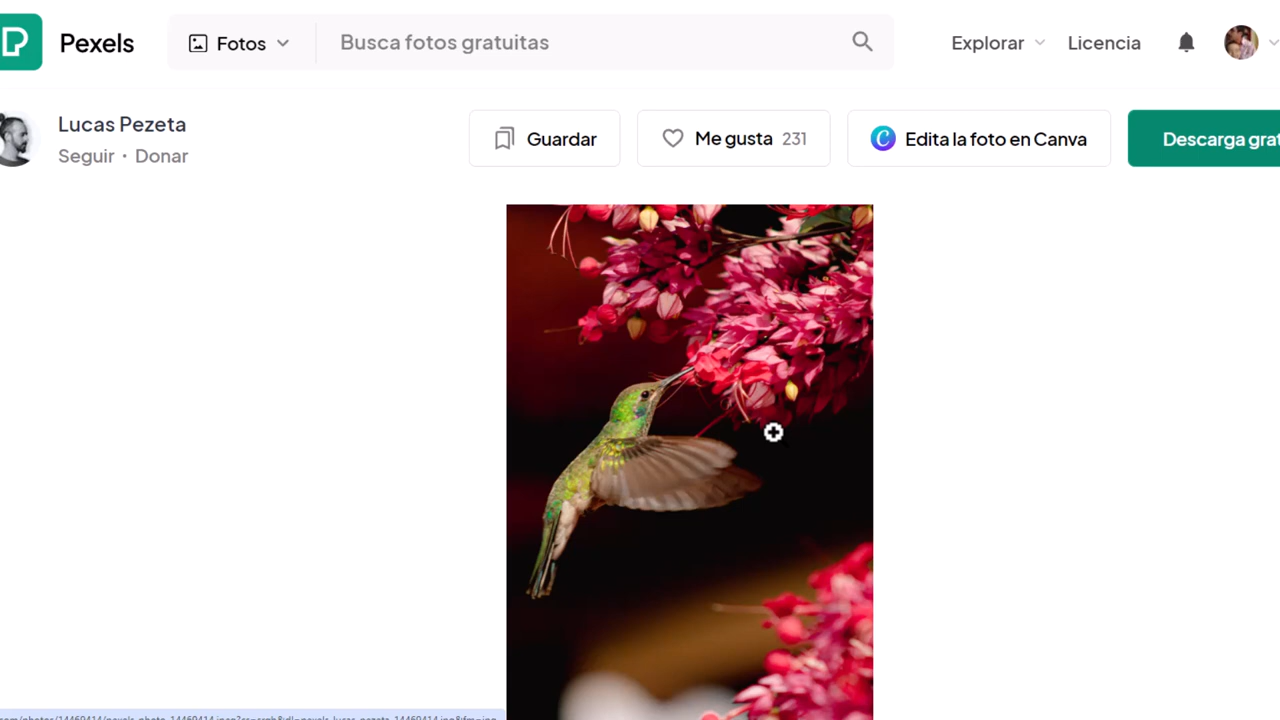 Pexels
Fotos
Busca fotos gratuitas
Explorar
Licencia
Lucas Pezeta
Seguir · Donar
Guardar
Me gusta 231
Edita la foto en Canva
Descarga grat